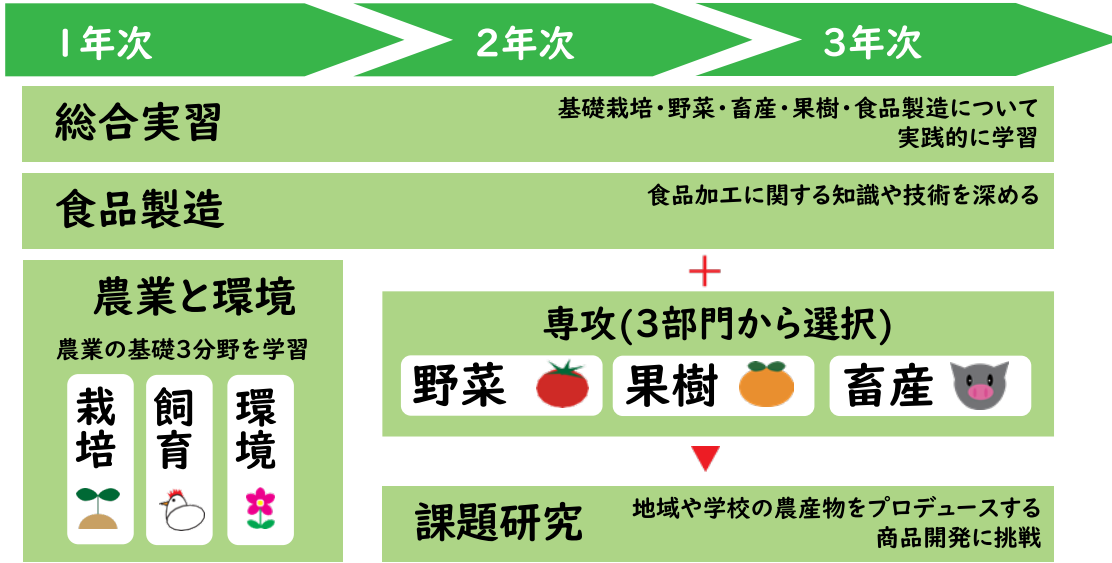 1年次
2年次
3年次
総合実習
基礎栽培・野菜・畜産・果樹・食品製造について
実践的に学習
食品製造
食品加工に関する知識や技術を深める
農業と環境
農業の基礎3分野を学習
栽培
飼育
環境
+
専攻(3部門から選択)
野菜
果樹
畜産
課題研究
地域や学校の農産物をプロデュースする
商品開発に挑戦